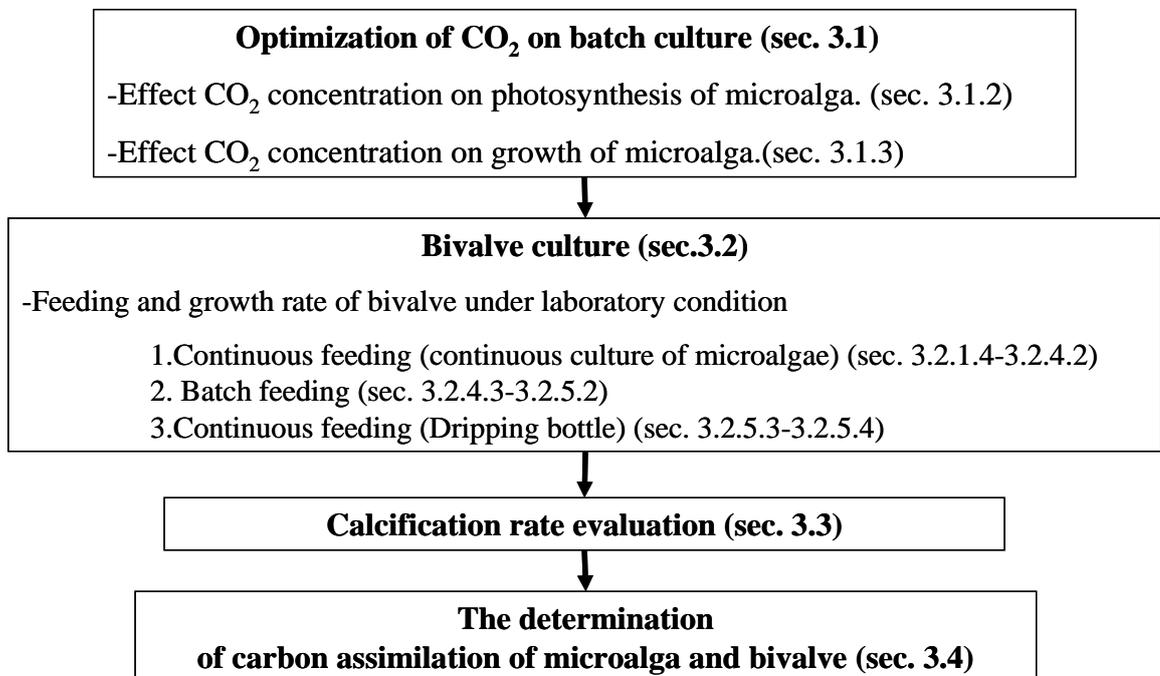 Optimization of CO₂ on batch culture (sec. 3.1)
-Effect CO₂ concentration on photosynthesis of microalga. (sec. 3.1.2)
-Effect CO₂ concentration on growth of microalga.(sec. 3.1.3)
Bivalve culture (sec.3.2)
-Feeding and growth rate of bivalve under laboratory condition
1.Continuous feeding (continuous culture of microalgae) (sec. 3.2.1.4-3.2.4.2)
2. Batch feeding (sec. 3.2.4.3-3.2.5.2)
3.Continuous feeding (Dripping bottle) (sec. 3.2.5.3-3.2.5.4)
Calcification rate evaluation (sec. 3.3)
The determination
of carbon assimilation of microalga and bivalve (sec. 3.4)